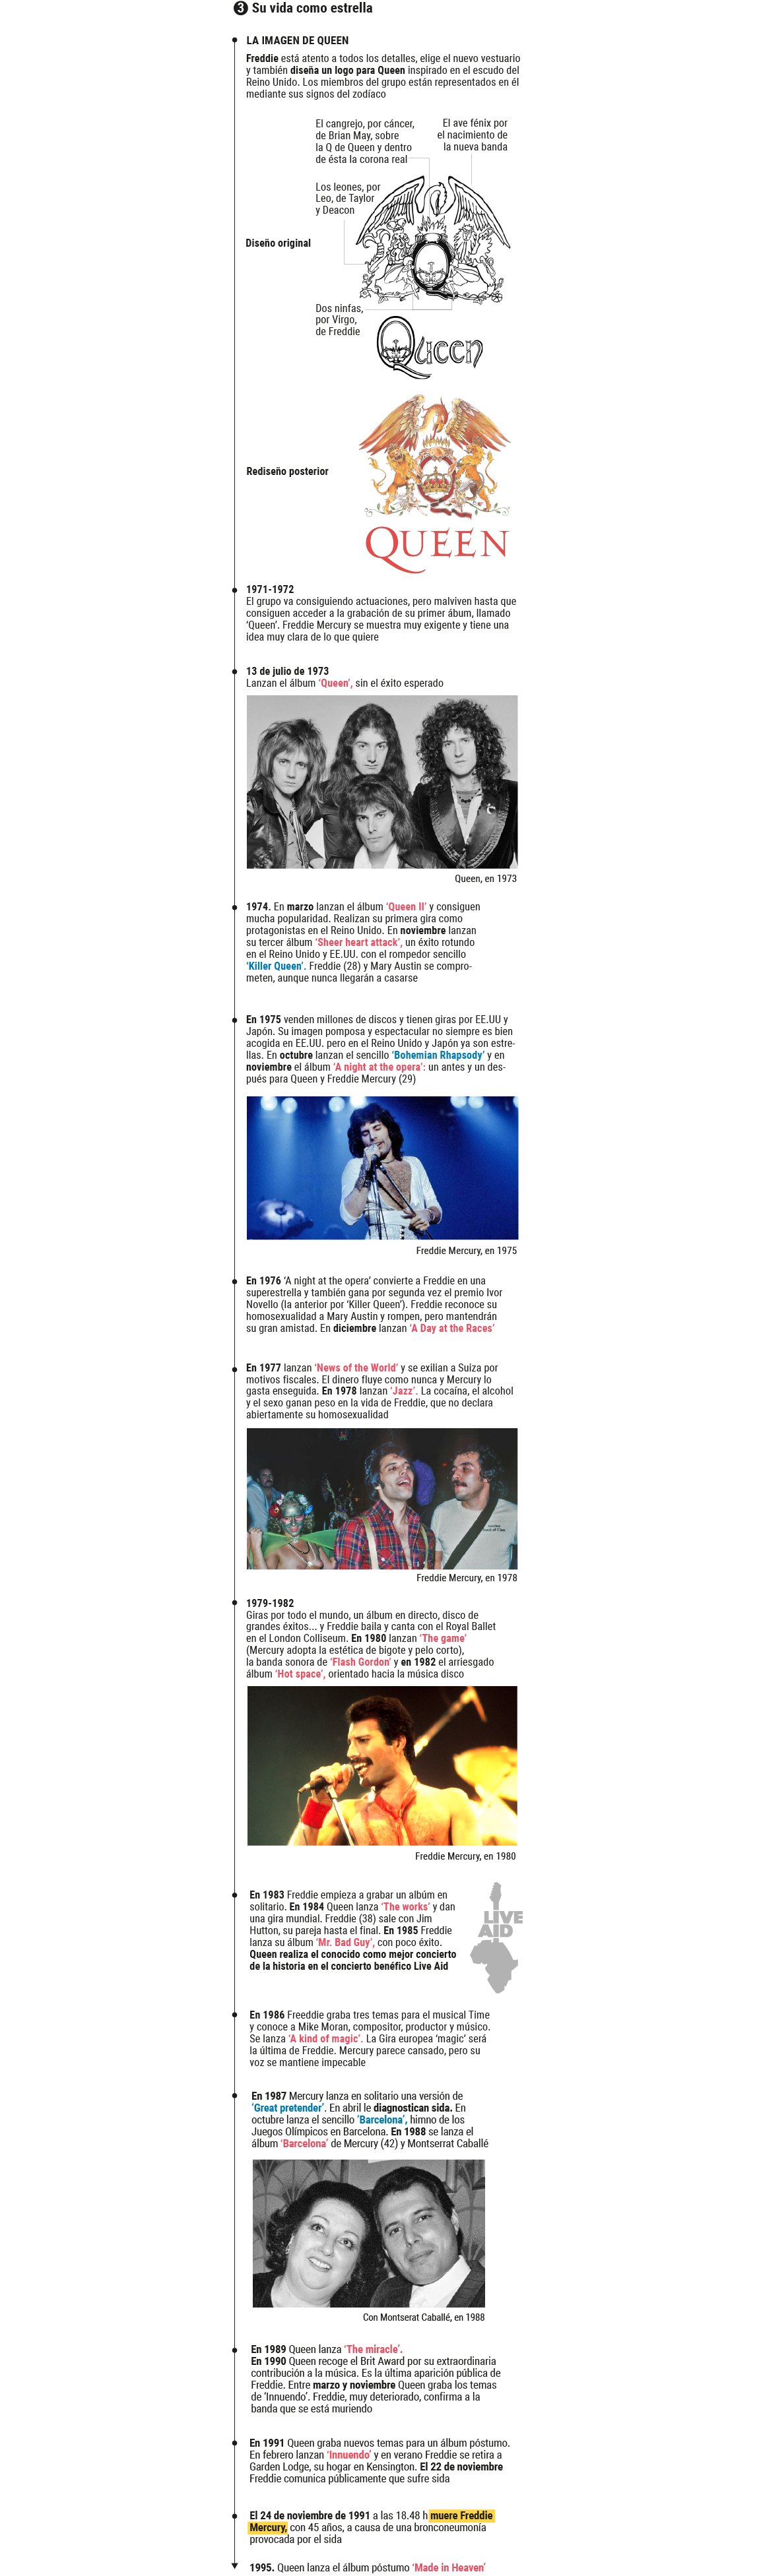 3 Su vida como estrella
LA IMAGEN DE QUEEN
Freddie está atento a todos los detalles, elige el nuevo vestuario
y también diseña un logo para Queen inspirado en el escudo del
Reino Unido. Los miembros del grupo están representados en él
mediante sus signos del zodíaco
El cangrejo, por cáncer,
de Brian May, sobre
la Q de Queen y dentro
de ésta la corona real
El ave fénix por
el nacimiento de
la nueva banda
Los leones, por
Leo, de Taylor
y Deacon
Diseño original
Dos ninfas,
por Virgo,
de Freddie
Queen
Rediseño posterior
QUEEN
1971-1972
El grupo va consiguiendo actuaciones, pero malviven hasta que
consiguen acceder a la grabación de su primer ábum, llamado
‘Queen’. Freddie Mercury se muestra muy exigente y tiene una
idea muy clara de lo que quiere
13 de julio de 1973
Lanzan el álbum ‘Queen’, sin el éxito esperado
Queen, en 1973
1974. En marzo lanzan el álbum ‘Queen II’ y consiguen
mucha popularidad. Realizan su primera gira como
protagonistas en el Reino Unido. En noviembre lanzan
su tercer álbum ‘Sheer heart attack’, un éxito rotundo
en el Reino Unido y EE.UU. con el rompedor sencillo
‘Killer Queen’. Freddie (28) y Mary Austin se compro-
meten, aunque nunca llegarán a casarse
En 1975 venden millones de discos y tienen giras por EE.UU y
Japón. Su imagen pomposa y espectacular no siempre es bien
acogida en EE.UU. pero en el Reino Unido y Japón ya son estre-
llas. En octubre lanzan el sencillo ‘Bohemian Rhapsody’ y en
noviembre el álbum ‘A night at the opera’: un antes y un des-
pués para Queen y Freddie Mercury (29)
Freddie Mercury, en 1975
En 1976 ‘A night at the opera’ convierte a Freddie en una
superestrella y también gana por segunda vez el premio Ivor
Novello (la anterior por ‘Killer Queen’). Freddie reconoce su
homosexualidad a Mary Austin y rompen, pero mantendrán
su gran amistad. En diciembre lanzan ‘A Day at the Races’
En 1977 lanzan ‘News of the World’ y se exilian a Suiza por
motivos fiscales. El dinero fluye como nunca y Mercury lo
gasta enseguida. En 1978 lanzan ‘Jazz’. La cocaína, el alcohol
y el sexo ganan peso en la vida de Freddie, que no declara
abiertamente su homosexualidad
Freddie Mercury, en 1978
1979-1982
Giras por todo el mundo, un álbum en directo, disco de
grandes éxitos... y Freddie baila y canta con el Royal Ballet
en el London Colliseum. En 1980 lanzan ‘The game’
(Mercury adopta la estética de bigote y pelo corto),
la banda sonora de ‘Flash Gordon’ y en 1982 el arriesgado
álbum ‘Hot space’, orientado hacia la música disco
Freddie Mercury, en 1980
En 1983 Freddie empieza a grabar un albúm en
solitario. En 1984 Queen lanza ‘The works’ y dan
una gira mundial. Freddie (38) sale con Jim
Hutton, su pareja hasta el final. En 1985 Freddie
lanza su álbum ‘Mr. Bad Guy’, con poco éxito.
Queen realiza el conocido como mejor concierto
de la historia en el concierto benéfico Live Aid
LIVE
AID
En 1986 Freeddie graba tres temas para el musical Time
y conoce a Mike Moran, compositor, productor y músico.
Se lanza ‘A kind of magic’. La Gira europea ‘magic’ será
la última de Freddie. Mercury parece cansado, pero su
voz se mantiene impecable
En 1987 Mercury lanza en solitario una versión de
‘Great pretender’. En abril le diagnostican sida. En
octubre lanza el sencillo ‘Barcelona’, himno de los
Juegos Olímpicos en Barcelona. En 1988 se lanza el
álbum ‘Barcelona’ de Mercury (42) y Montserrat Caballé
Con Montserrat Caballé, en 1988
En 1989 Queen lanza ‘The miracle’.
En 1990 Queen recoge el Brit Award por su extraordinaria
contribución a la música. Es la última aparición pública de
Freddie. Entre marzo y noviembre Queen graba los temas
de ‘Innuendo’. Freddie, muy deteriorado, confirma a la
banda que se está muriendo
En 1991 Queen graba nuevos temas para un álbum póstumo.
En febrero lanzan ‘Innuendo’ y en verano Freddie se retira a
Garden Lodge, su hogar en Kensington. El 22 de noviembre
Freddie comunica públicamente que sufre sida
El 24 de noviembre de 1991 a las 18.48 h muere Freddie
Mercury, con 45 años, a causa de una bronconeumonía
provocada por el sida
1995. Queen lanza el álbum póstumo ‘Made in Heaven’